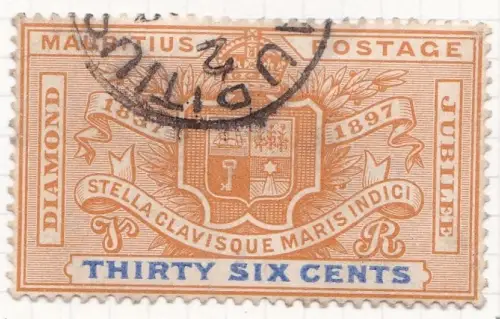 MAURITIUS POSTAGE
1837 1897
DIAMOND
JUBILEE
STELLA CLAVISQUE MARIS INDICI
V R
THIRTY SIX CENTS